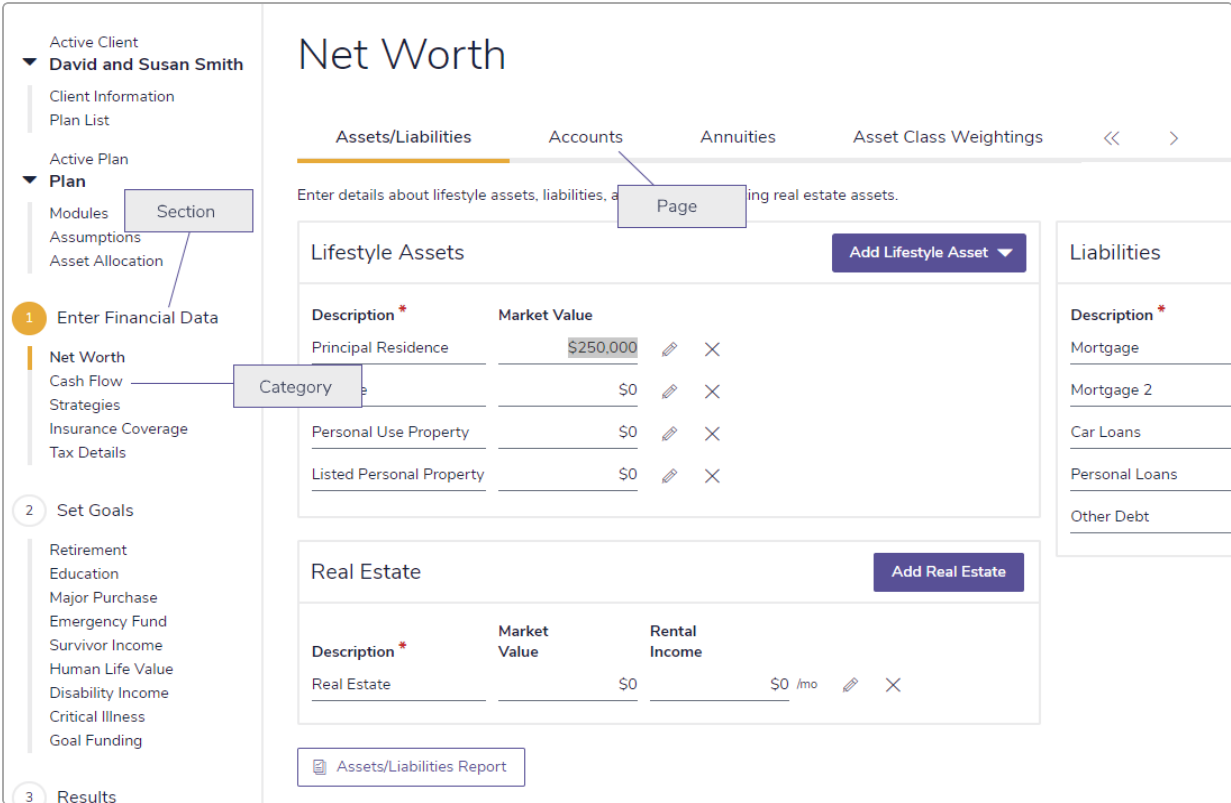 Active Client
David and Susan Smith
Client Information
Plan List
Active Plan
Plan
Modules
Assumptions
Asset Allocation
Section
1 Enter Financial Data
Net Worth
Cash Flow
Strategies
Insurance Coverage
Tax Details
Category
2 Set Goals
Retirement
Education
Major Purchase
Emergency Fund
Survivor Income
Human Life Value
Disability Income
Critical Illness
Goal Funding
3 Results
Net Worth
Assets/Liabilities Accounts Annuities Asset Class Weightings
Page
Enter details about lifestyle assets, liabilities, a ing real estate assets.
Lifestyle Assets Add Lifestyle Asset
Description * Market Value
Principal Residence $250,000
e $0
Personal Use Property $0
Listed Personal Property $0
Real Estate Add Real Estate
Market Rental
Description * Value Income
Real Estate $0 $0 /mo
Assets/Liabilities Report
Liabilities
Description *
Mortgage
Mortgage 2
Car Loans
Personal Loans
Other Debt